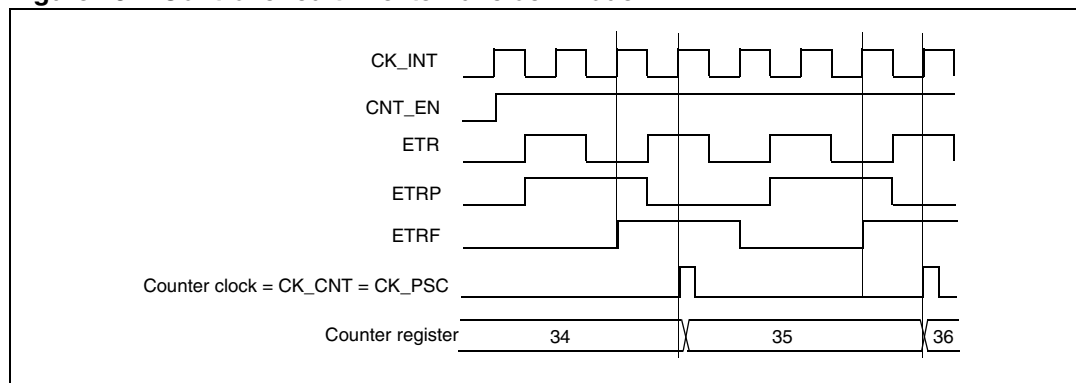 CK_INT
CNT_EN
ETR
ETRP
ETRF
Counter clock = CK_CNT = CK_PSC
Counter register 34 35 36